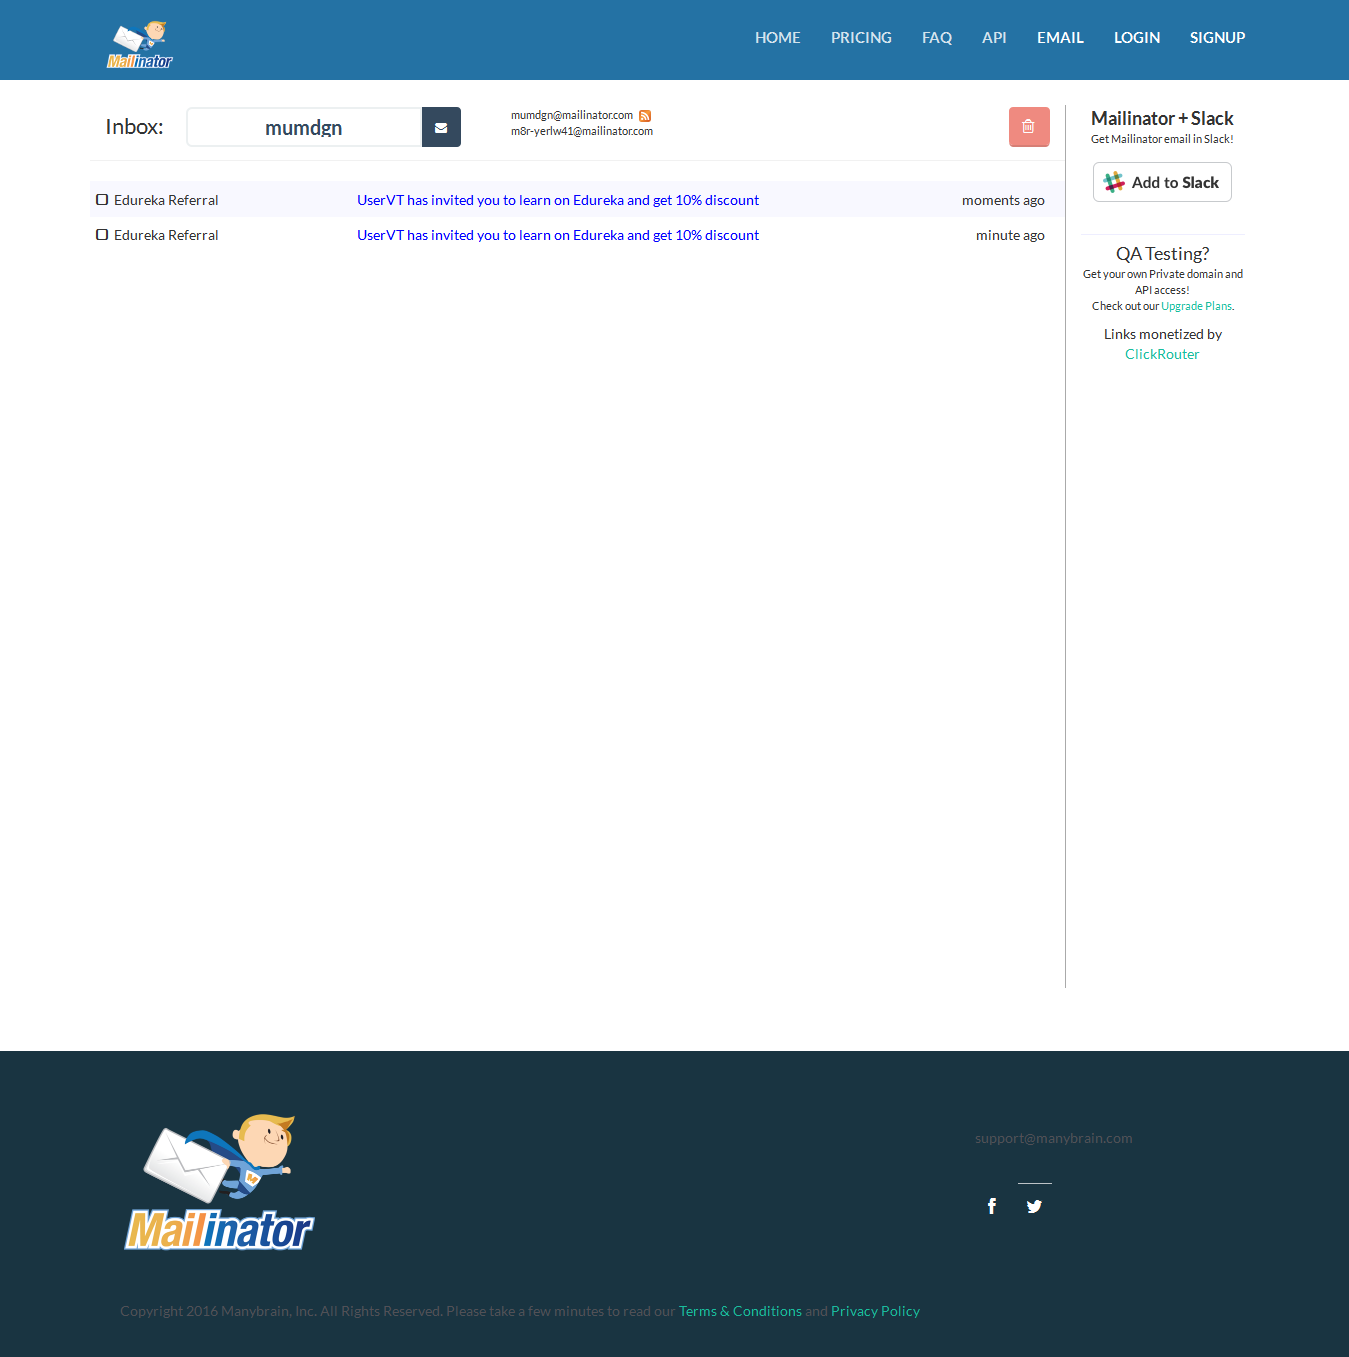 Mailinator
HOME PRICING FAQ API EMAIL LOGIN SIGNUP
Inbox: mumdgn
mumdgn@mailinator.com
m8r-yerlw41@mailinator.com
Edureka Referral UserVT has invited you to learn on Edureka and get 10% discount moments ago
Edureka Referral UserVT has invited you to learn on Edureka and get 10% discount minute ago
Mailinator + Slack
Get Mailinator email in Slack!
Add to Slack
QA Testing?
Get your own Private domain and
API access!
Check out our Upgrade Plans.
Links monetized by
ClickRouter
M
Mailinator
support@manybrain.com
Copyright 2016 Manybrain, Inc. All Rights Reserved. Please take a few minutes to read our Terms & Conditions and Privacy Policy